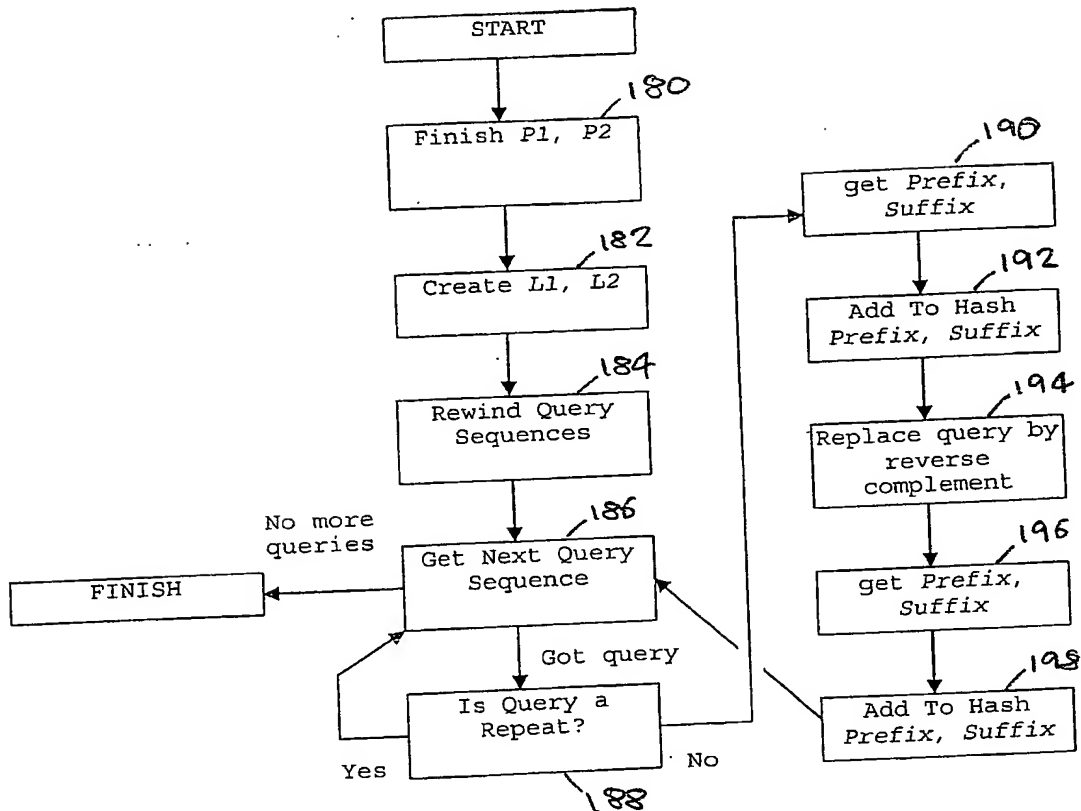 START
180
Finish P1, P2
182
Create L1, L2
184
Rewind Query
Sequences
186
Get Next Query
Sequence
No more
queries
FINISH
Got query
Is Query a
Repeat?
Yes
No
188
190
get Prefix,
Suffix
192
Add To Hash
Prefix, Suffix
194
Replace query by
reverse
complement
196
get Prefix,
Suffix
198
Add To Hash
Prefix, Suffix